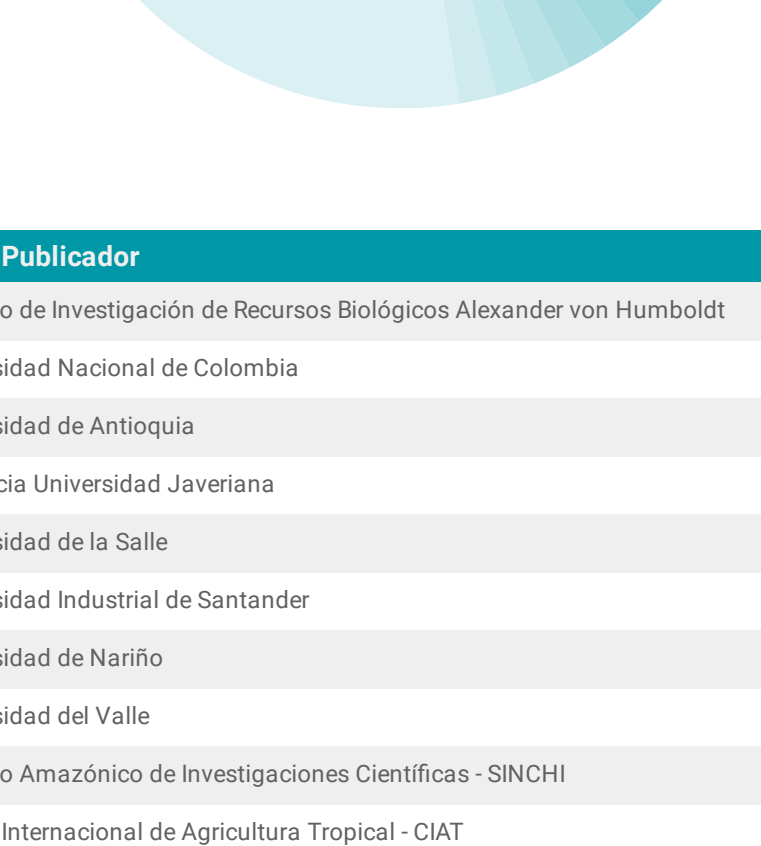 Publicador
o de Investigación de Recursos Biológicos Alexander von Humboldt
sidad Nacional de Colombia
sidad de Antioquia
cia Universidad Javeriana
sidad de la Salle
sidad Industrial de Santander
sidad de Nariño
sidad del Valle
o Amazónico de Investigaciones Científicas - SINCHI
Internacional de Agricultura Tropical - CIAT